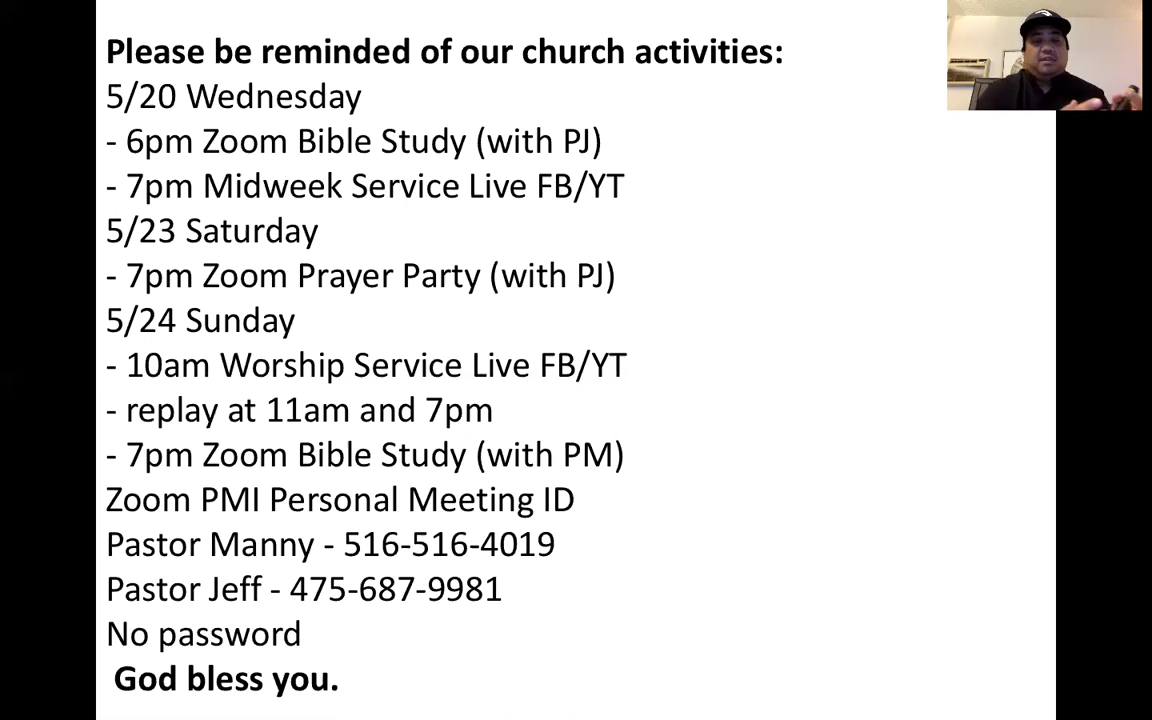 Please be reminded of our church activities:
5/20 Wednesday
- 6pm Zoom Bible Study (with PJ)
- 7pm Midweek Service Live FB/YT
5/23 Saturday
- 7pm Zoom Prayer Party (with PJ)
5/24 Sunday
- 10am Worship Service Live FB/YT
- replay at 11am and 7pm
- 7pm Zoom Bible Study (with PM)
Zoom PMI Personal Meeting ID
Pastor Manny - 516-516-4019
Pastor Jeff - 475-687-9981
No password
God bless you.